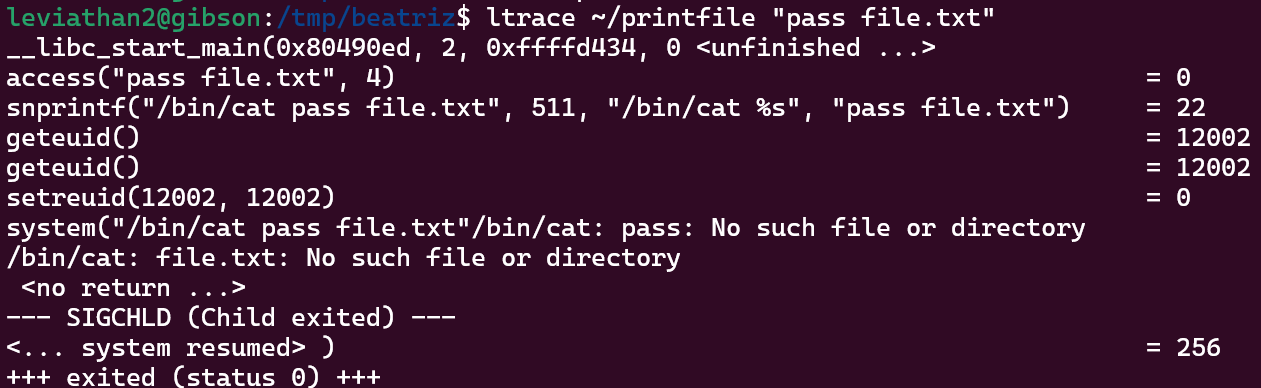 leviathan2@gibson:/tmp/beatriz$ ltrace ~/printfile "pass file.txt"
__libc_start_main(0x80490ed, 2, 0xffffd434, 0 <unfinished ...>
access("pass file.txt", 4) = 0
snprintf("/bin/cat pass file.txt", 511, "/bin/cat %s", "pass file.txt") = 22
geteuid() = 12002
geteuid() = 12002
setreuid(12002, 12002) = 0
system("/bin/cat pass file.txt"/bin/cat: pass: No such file or directory
/bin/cat: file.txt: No such file or directory
 <no return ...>
--- SIGCHLD (Child exited) ---
<... system resumed> ) = 256
+++ exited (status 0) +++